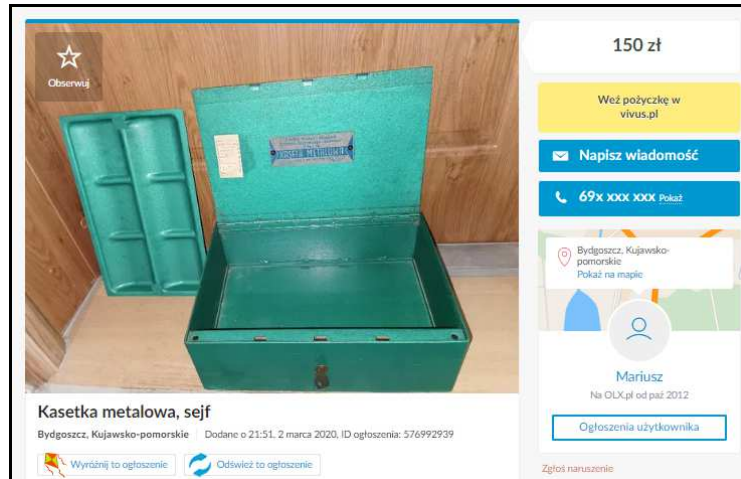 Obserwuj
KASETA METALOWA
150 zł
Weź pożyczkę w
vivus.pl
Napisz wiadomość
69x xxx xxx Pokaż
Bydgoszcz, Kujawsko-
pomorskie
Pokaż na mapie
Mariusz
Na OLX.pl od paź 2012
Ogłoszenia użytkownika
Zgłoś naruszenie
Kasetka metalowa, sejf
Bydgoszcz, Kujawsko-pomorskie Dodane o 21:51, 2 marca 2020, ID ogłoszenia: 576992939
Wyróżnij to ogłoszenie Odśwież to ogłoszenie